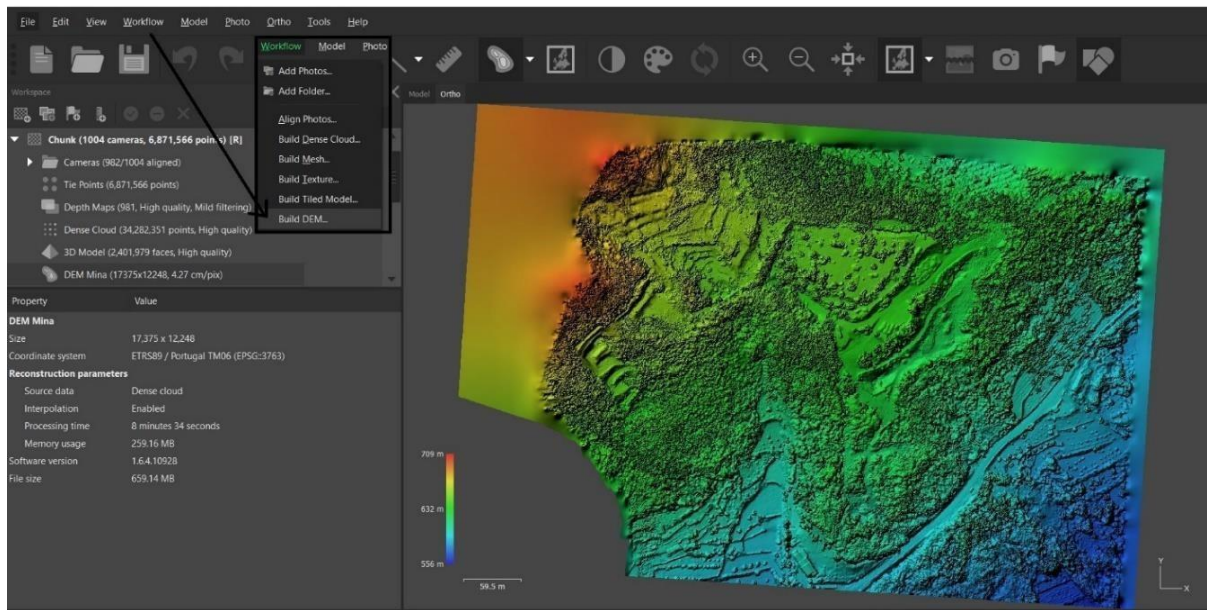 File Edit View Workflow Model Photo Ortho Tools Help
Workflow Model Photo
Add Photos...
Add Folder...
Align Photos...
Build Dense Cloud...
Build Mesh...
Build Texture...
Build Tiled Model...
Build DEM...
Workspace
Chunk (1004 cameras, 6,871,566 points) [R]
Cameras (982/1004 aligned)
Tie Points (6,871,566 points)
Depth Maps (981, High quality, Mild filtering)
Dense Cloud (34,282,351 points, High quality)
3D Model (2,401,979 faces, High quality)
DEM Mina (17375x12248, 4.27 cm/pix)
Property Value
DEM Mina
Size 17,375 x 12,248
Coordinate system ETRS89 / Portugal TM06 (EPSG::3763)
Reconstruction parameters
Source data Dense cloud
Interpolation Enabled
Processing time 8 minutes 34 seconds
Memory usage 259.16 MB
Software version 1.6.4.10928
File size 659.14 MB
Model Ortho
709 m
632 m
556 m
59.5 m
Y
X